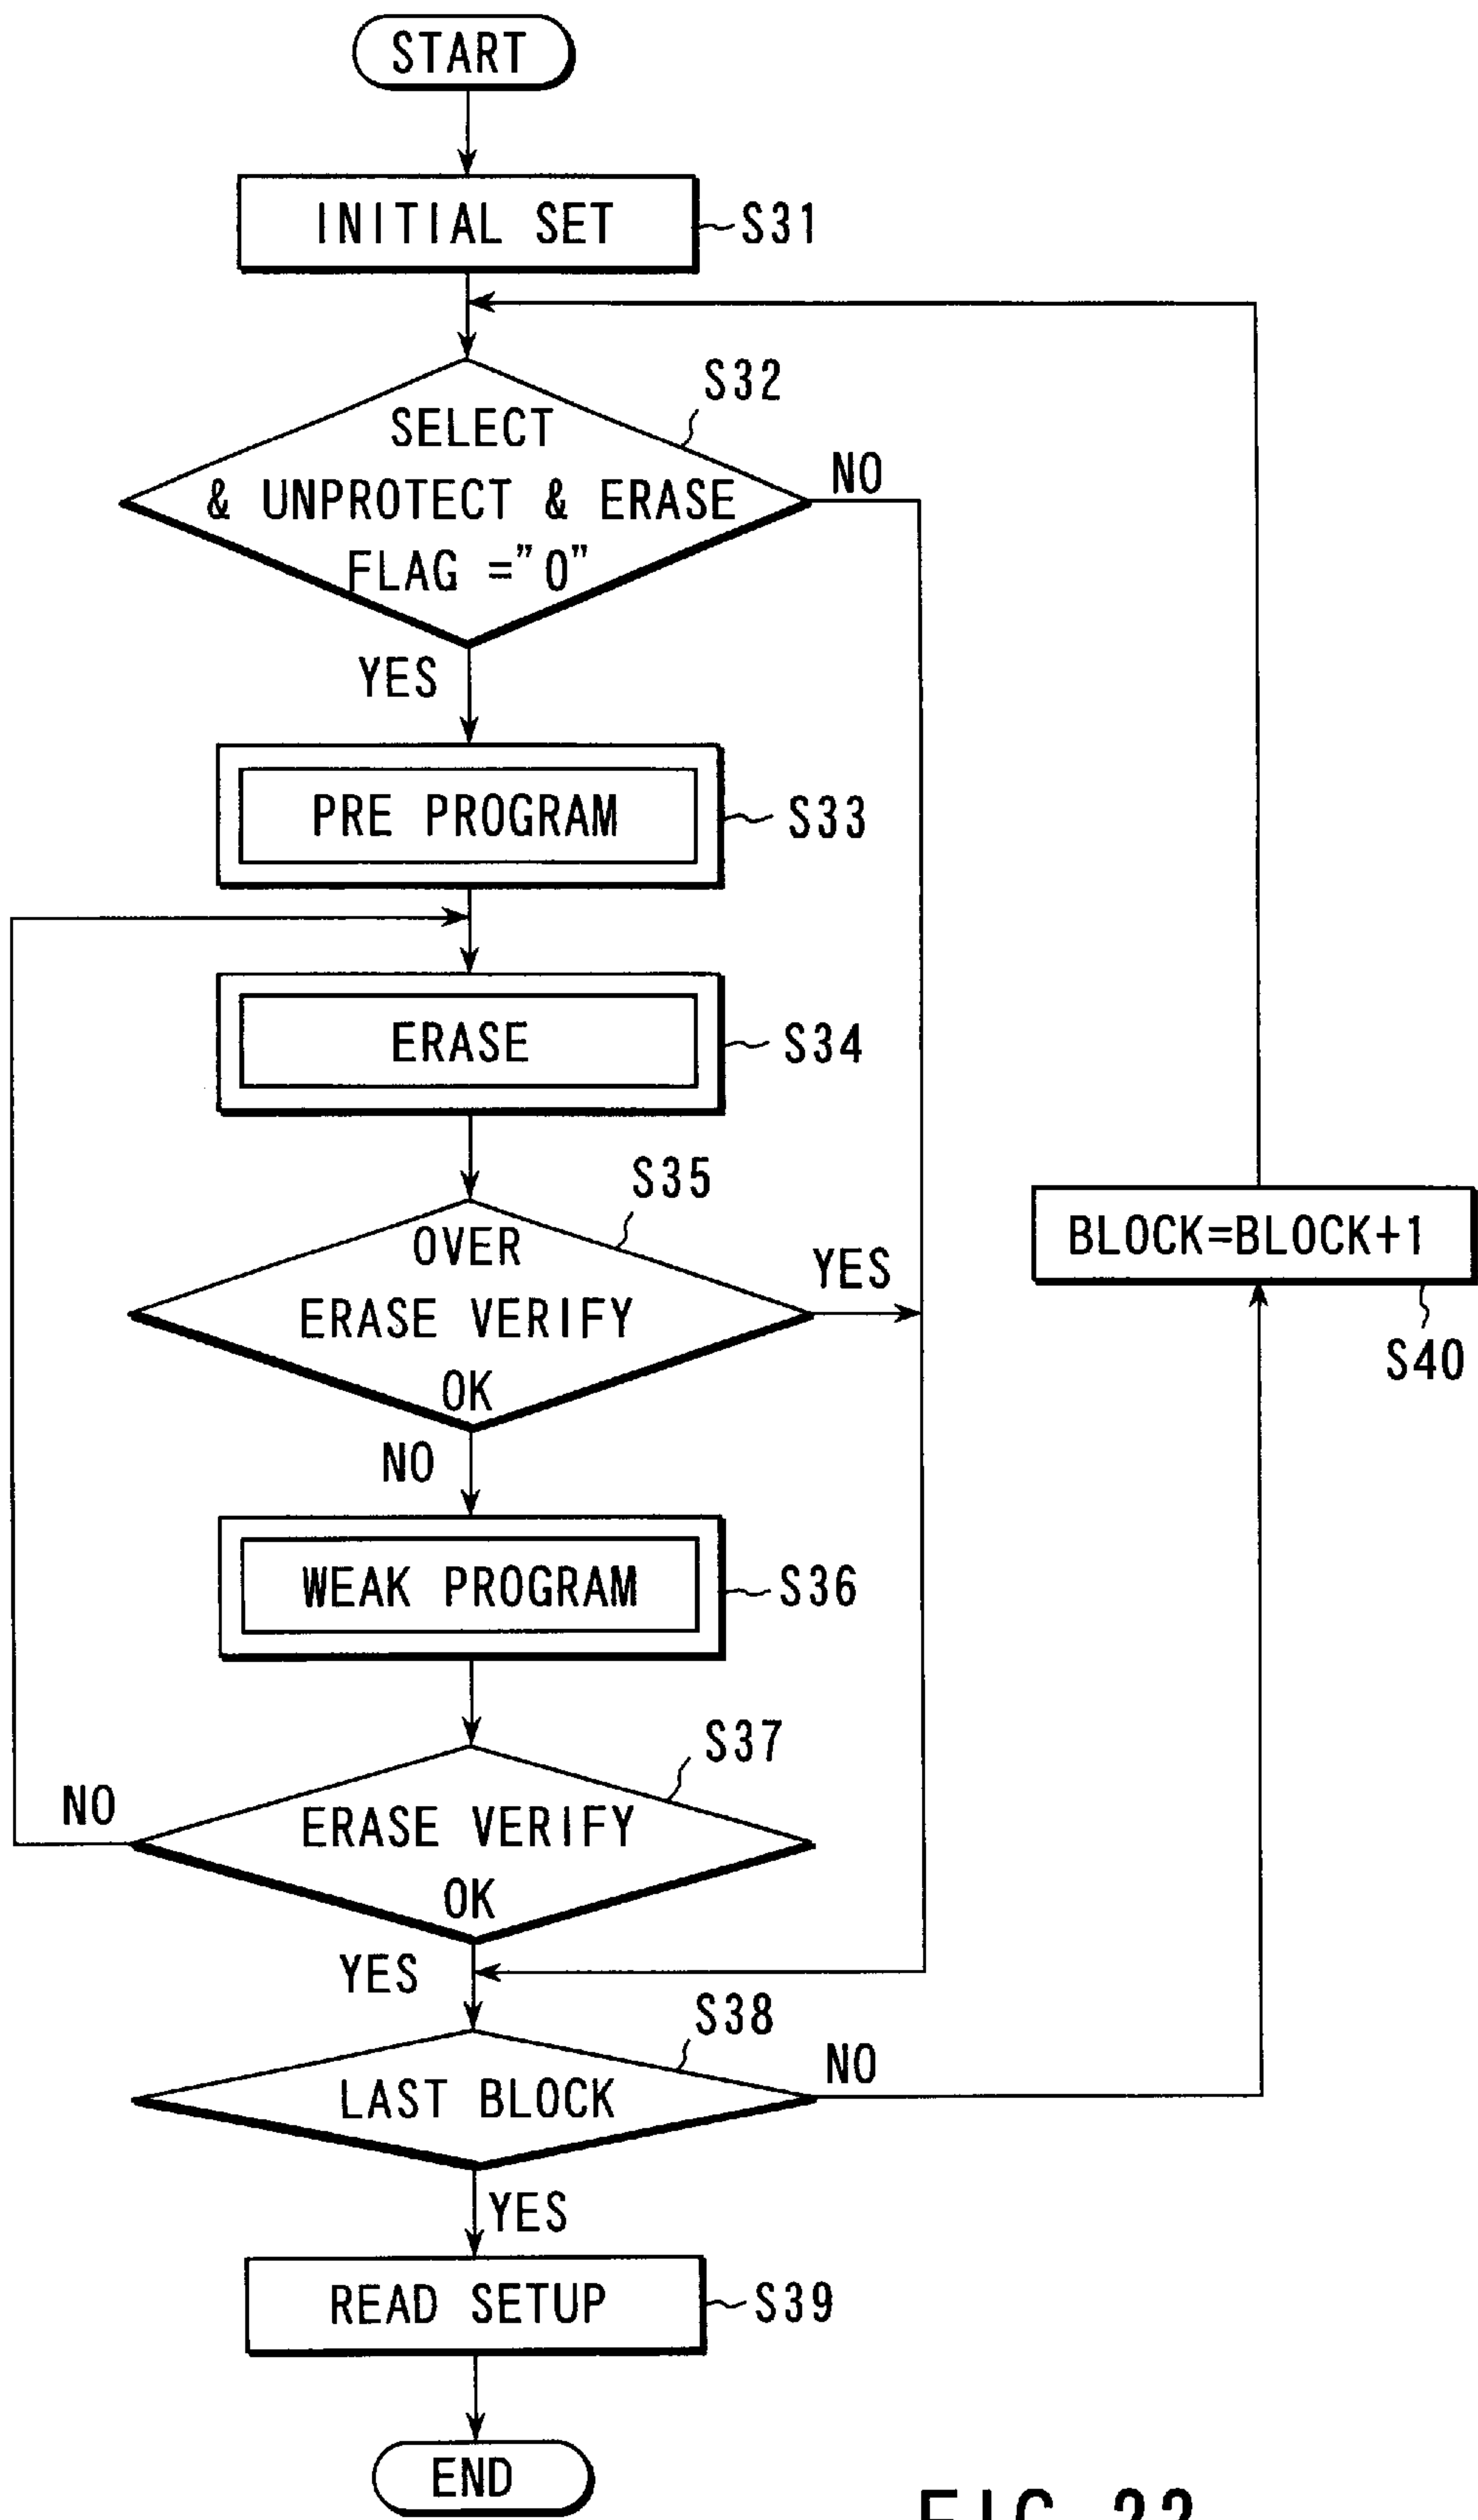 START
INITIAL SET
S31
S32
SELECT
& UNPROTECT & ERASE
FLAG ="0"
NO
YES
PRE PROGRAM
S33
ERASE
S34
S35
OVER
ERASE VERIFY
OK
YES
BLOCK=BLOCK+1
S40
NO
WEAK PROGRAM
S36
S37
NO
ERASE VERIFY
OK
YES
S38
LAST BLOCK
NO
YES
READ SETUP
S39
END